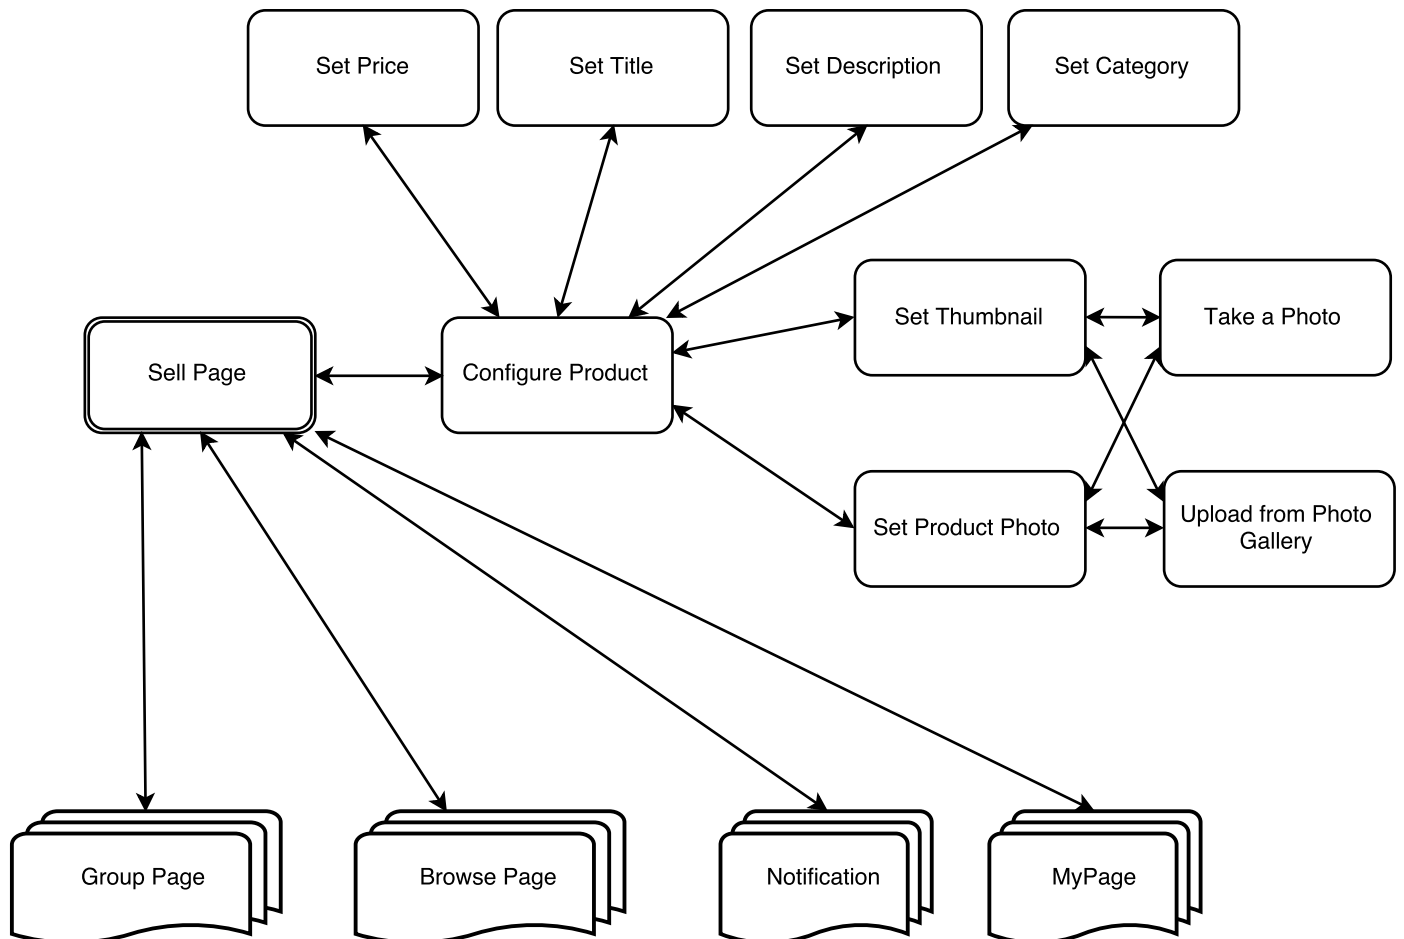 Set Price
Set Title
Set Description
Set Category
Set Thumbnail
Take a Photo
Sell Page
Configure Product
Set Product Photo
Upload from Photo
Gallery
Group Page
Browse Page
Notification
MyPage